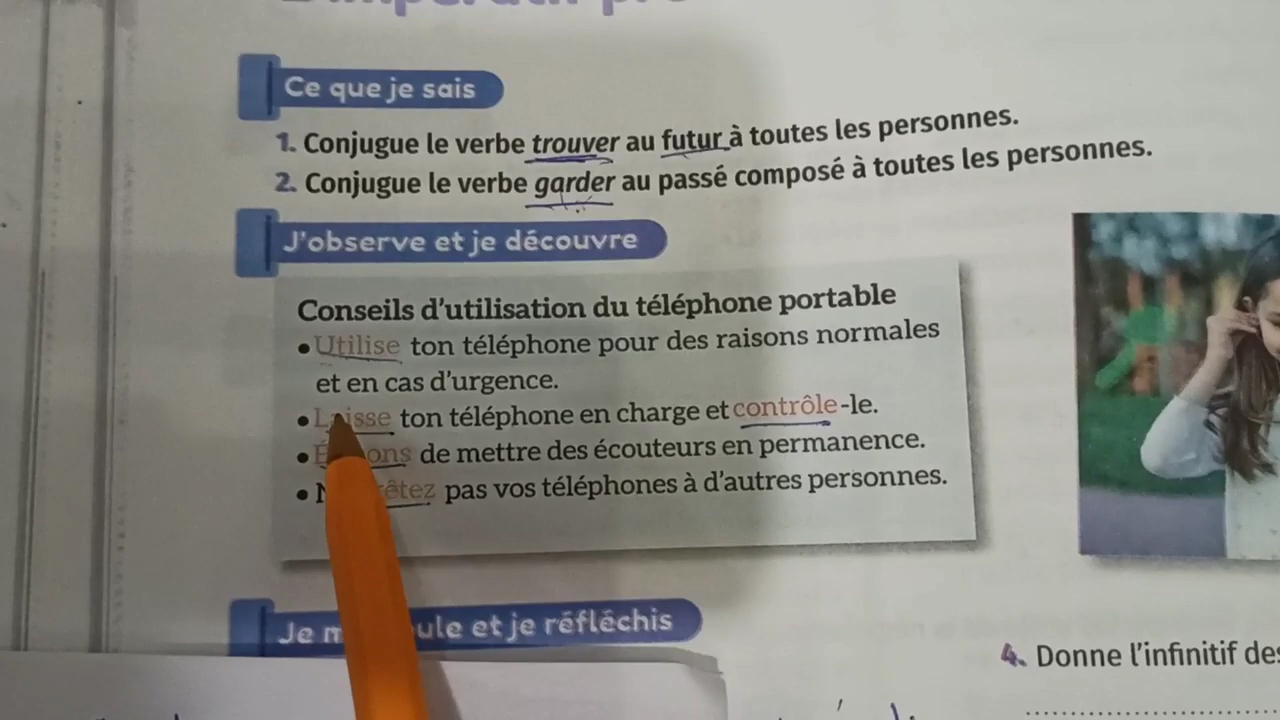 Ce que je sais
1. Conjugue le verbe trouver au futur à toutes les personnes.
2. Conjugue le verbe garder au passé composé à toutes les personnes.
J'observe et je découvre
Conseils d'utilisation du téléphone portable
• Utilise ton téléphone pour des raisons normales
et en cas d'urgence.
• Laisse ton téléphone en charge et contrôle-le.
• de mettre des écouteurs en permanence.
• pas vos téléphones à d'autres personnes.
Je et je réfléchis
4. Donne l'infinitif